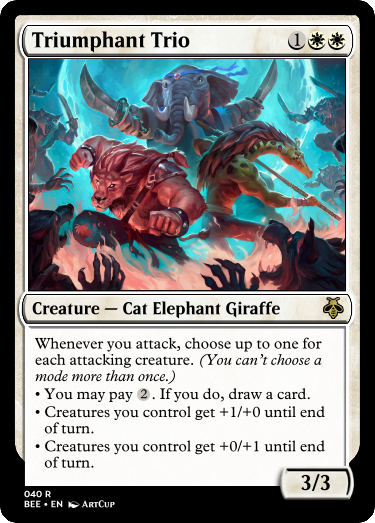 Triumphant Trio 1
Creature — Cat Elephant Giraffe
Whenever you attack, choose up to one for
each attacking creature. (You can't choose a
mode more than once.)
• You may pay 2. If you do, draw a card.
• Creatures you control get +1/+0 until end
of turn.
• Creatures you control get +0/+1 until end
of turn.
3/3
040 R
BEE • EN ArtCup